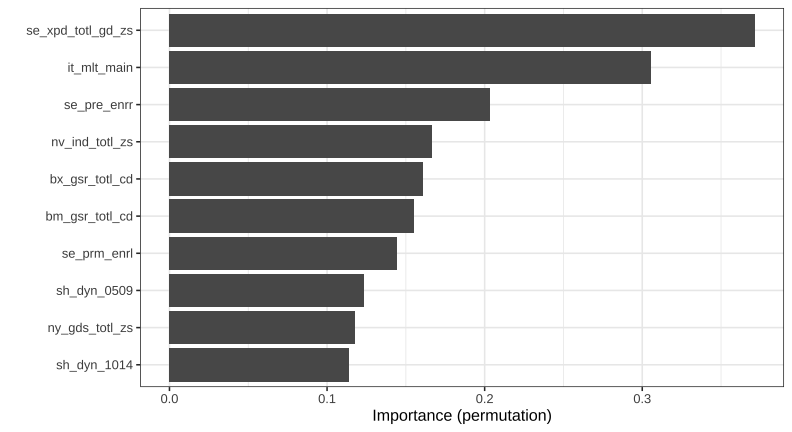 se_xpd_totl_gd_zs
it_mlt_main
se_pre_enrr
nv_ind_totl_zs
bx_gsr_totl_cd
bm_gsr_totl_cd
se_prm_enrl
sh_dyn_0509
ny_gds_totl_zs
sh_dyn_1014
0.0 0.1 0.2 0.3
Importance (permutation)